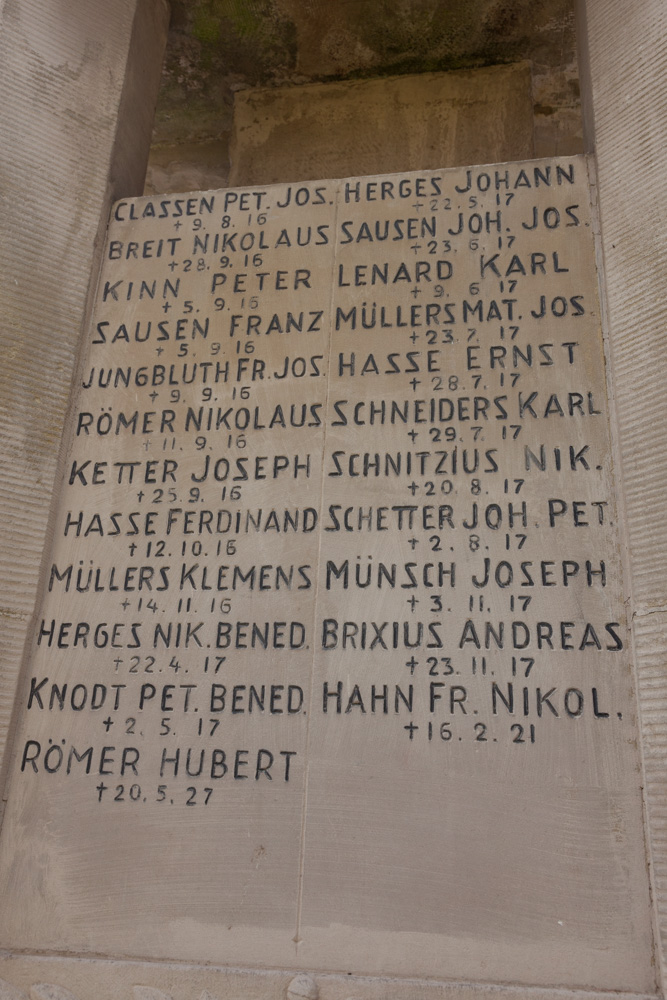 CLASSEN PET. JOS.
†9. 8. 16
BREIT NIKOLAUS
†28. 9. 16
KINN PETER
†5. 9. 16
SAUSEN FRANZ
†5. 9. 16
JUNGBLUTH FR. JOS.
†9. 9. 16
RÖMER NIKOLAUS
†11. 9. 16
KETTER JOSEPH
†25. 9. 16
HASSE FERDINAND
†12. 10. 16
MÜLLERS KLEMENS
†14. 11. 16
HERGES NIK. BENED.
†22. 4. 17
KNODT PET. BENED.
†2. 5. 17
RÖMER HUBERT
†20. 5. 27
HERGES JOHANN
†22. 5. 17
SAUSEN JOH. JOS.
†23. 6. 17
LENARD KARL
†9. 6 17
MÜLLERS MAT. JOS.
†23. 7. 17
HASSE ERNST
†28. 7. 17
SCHNEIDERS KARL
†29. 7. 17
SCHNITZIUS NIK.
†20. 8. 17
SCHETTER JOH. PET.
†2. 8. 17
MÜNSCH JOSEPH
†3. 11. 17
BRIXIUS ANDREAS
†23. 11. 17
HAHN FR. NIKOL.
†16. 2. 21